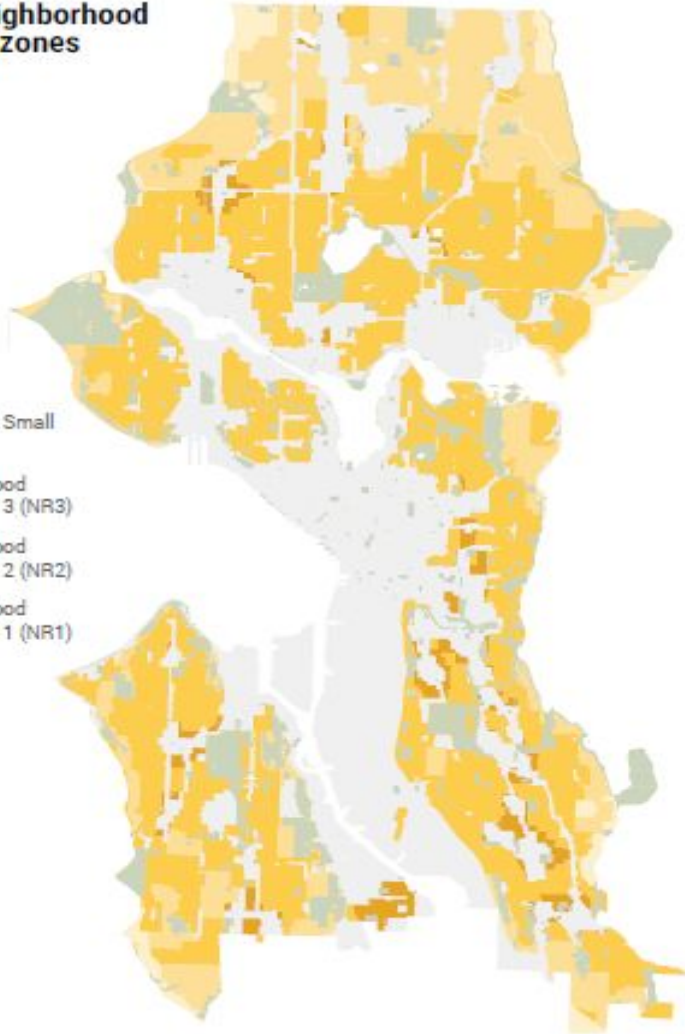 ighborhood
zones
Small
ood
3 (NR3)
ood
2 (NR2)
ood
1 (NR1)